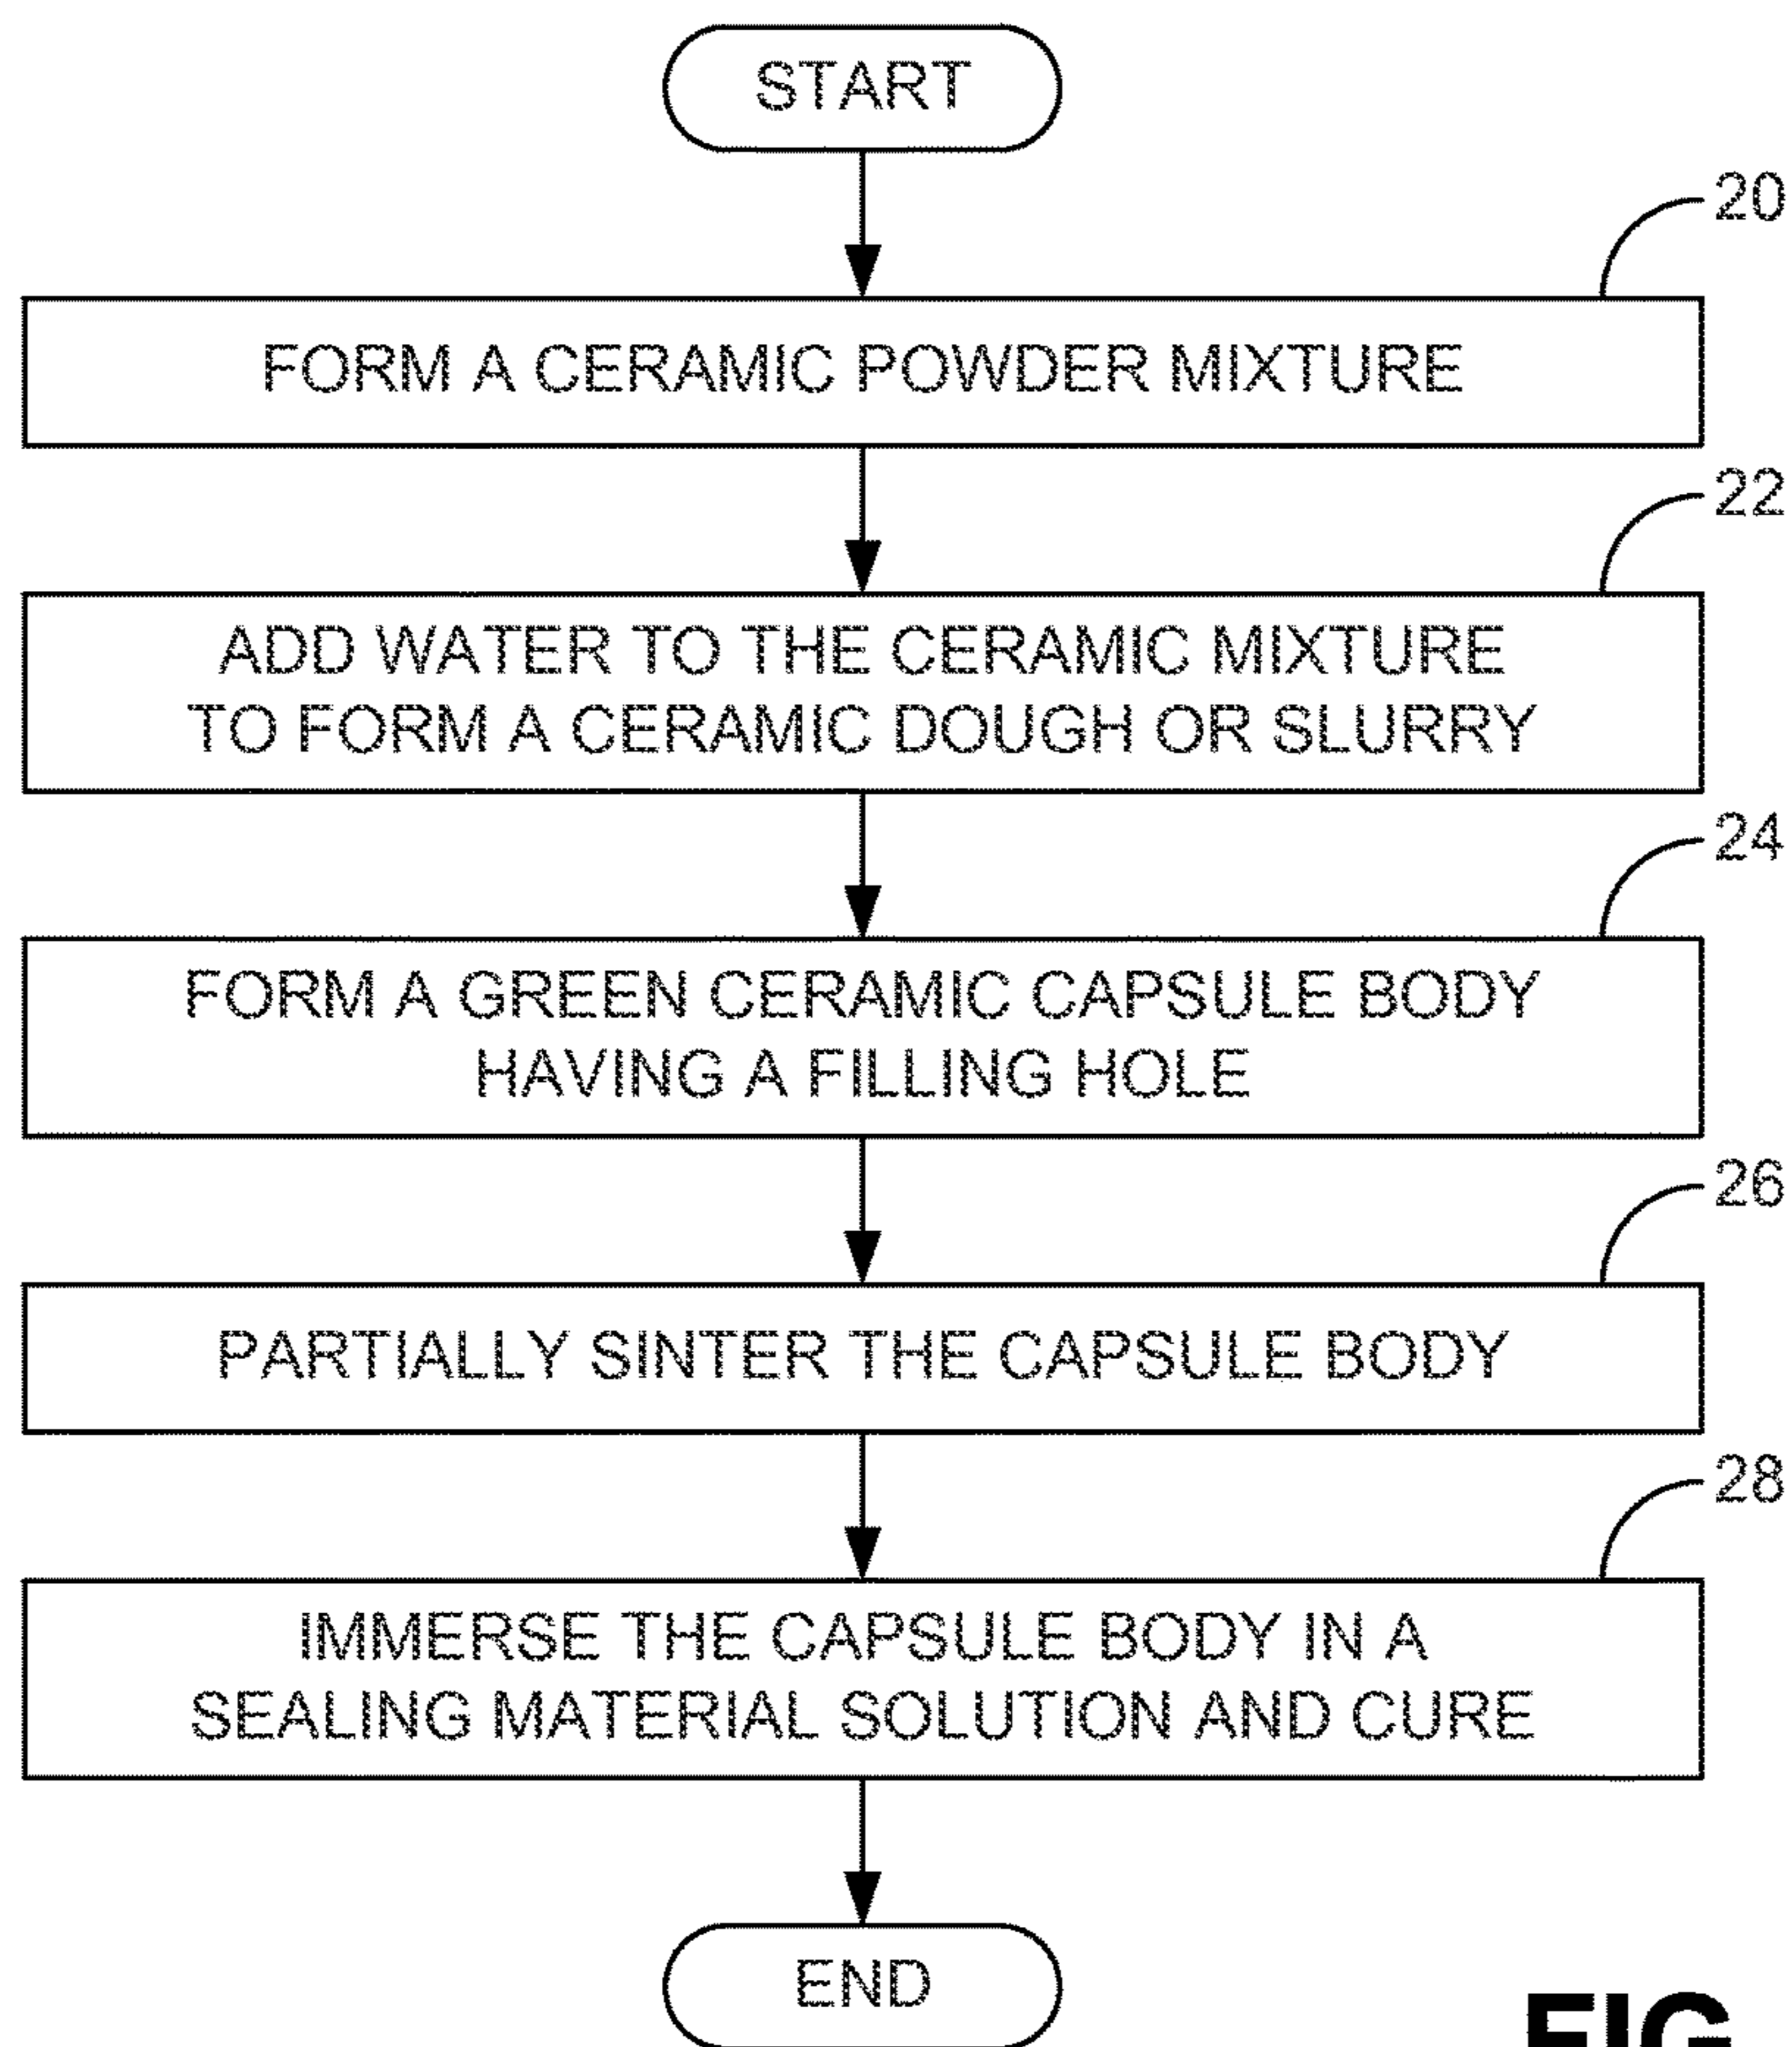 START
20
FORM A CERAMIC POWDER MIXTURE
22
ADD WATER TO THE CERAMIC MIXTURE
TO FORM A CERAMIC DOUGH OR SLURRY
24
FORM A GREEN CERAMIC CAPSULE BODY
HAVING A FILLING HOLE
26
PARTIALLY SINTER THE CAPSULE BODY
28
IMMERSE THE CAPSULE BODY IN A
SEALING MATERIAL SOLUTION AND CURE
END
FIG